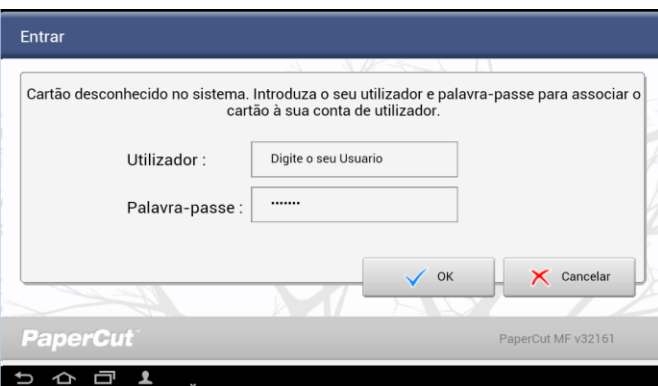 Entrar
Cartão desconhecido no sistema. Introduza o seu utilizador e palavra-passe para associar o
cartão à sua conta de utilizador.
Utilizador :
Digite o seu Usuario
Palavra-passe :
•••••••
OK
Cancelar
PaperCut
PaperCut MF v32161